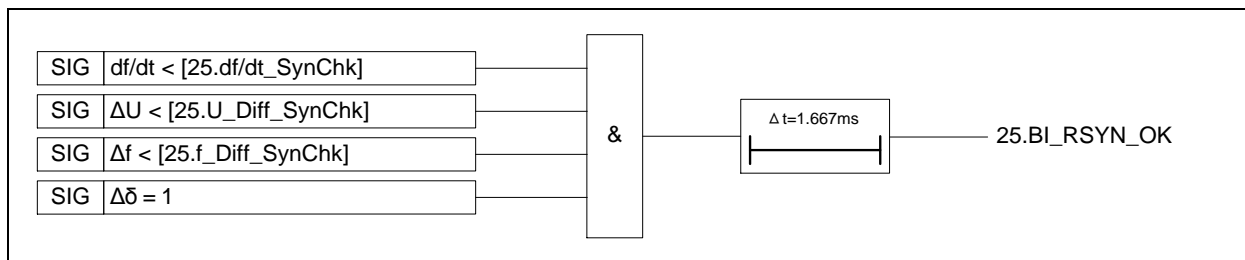 SIG df/dt < [25.df/dt_SynChk]
SIG ΔU < [25.U_Diff_SynChk]
SIG Δf < [25.f_Diff_SynChk]
SIG Δδ = 1
&
Δ t=1.667ms
25.BI_RSYN_OK